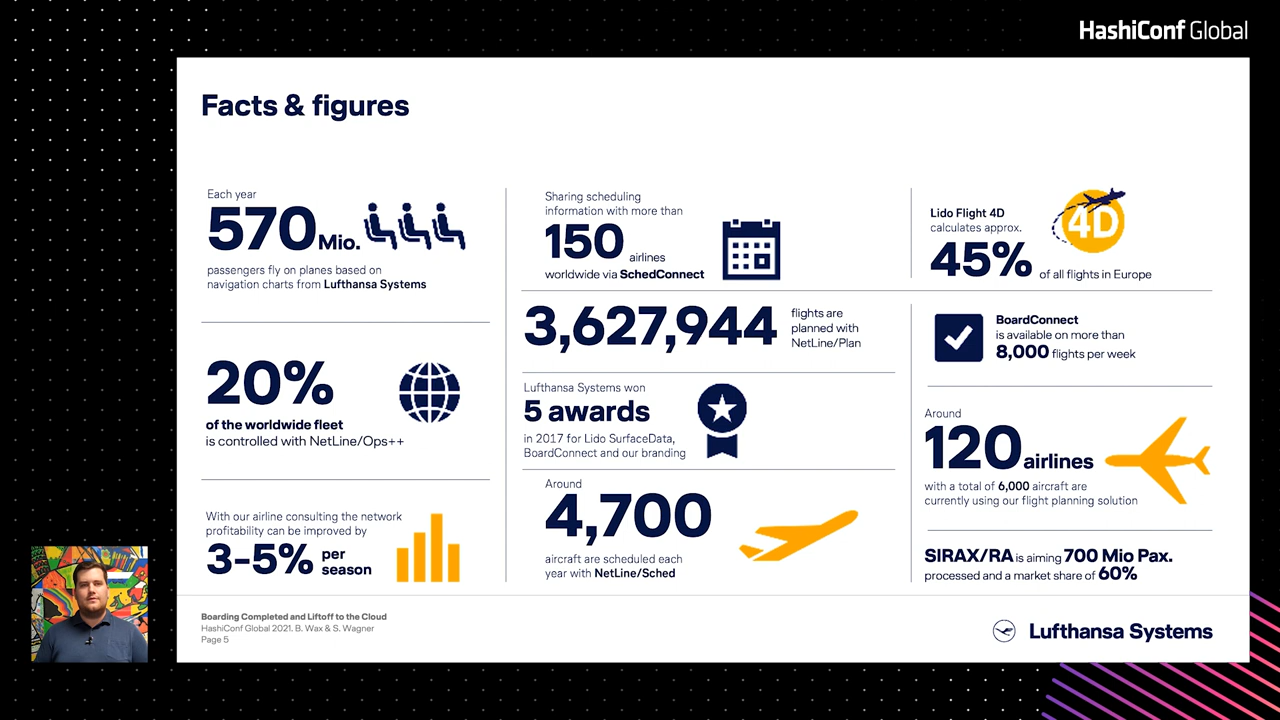 HashiConf Global
Facts & figures
Each year
570 Mio.
passengers fly on planes based on
navigation charts from Lufthansa Systems
20%
of the worldwide fleet
is controlled with NetLine/Ops++
With our airline consulting the network
profitability can be improved by
3-5% per
season
Sharing scheduling
information with more than
150 airlines
worldwide via SchedConnect
3,627,944
flights are
planned with
NetLine/Plan
Lufthansa Systems won
5 awards
in 2017 for Lido SurfaceData,
BoardConnect and our branding
Around
4,700
aircraft are scheduled each
year with NetLine/Sched
Lido Flight 4D
calculates approx.
45% of all flights in Europe
4D
BoardConnect
is available on more than
8,000 flights per week
Around
120 airlines
with a total of 6,000 aircraft are
currently using our flight planning solution
SIRAX/RA is aiming 700 Mio Pax.
processed and a market share of 60%
Boarding Completed and Liftoff to the Cloud
HashiConf Global 2021. B. Wax & S. Wagner
Page 5
Lufthansa Systems